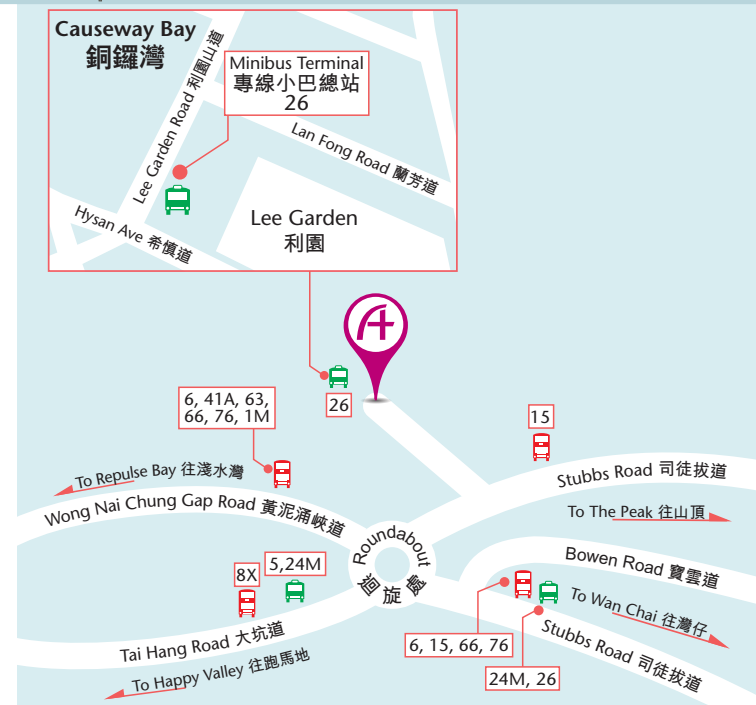 Causeway Bay
銅鑼灣
Minibus Terminal
專線小巴總站
26
Lee Garden Road 利園山道
Lan Fong Road 蘭芳道
Hysan Ave 希慎道
Lee Garden
利園
26
6, 41A, 63,
66, 76, 1M
15
To Repulse Bay 往淺水灣
Wong Nai Chung Gap Road 黃泥涌峽道
Stubbs Road 司徒拔道
To The Peak 往山頂
Roundabout
迴旋處
Bowen Road 寶雲道
8X
5,24M
To Wan Chai 往灣仔
Tai Hang Road 大坑道
6, 15, 66, 76
Stubbs Road 司徒拔道
24M, 26
To Happy Valley 往跑馬地